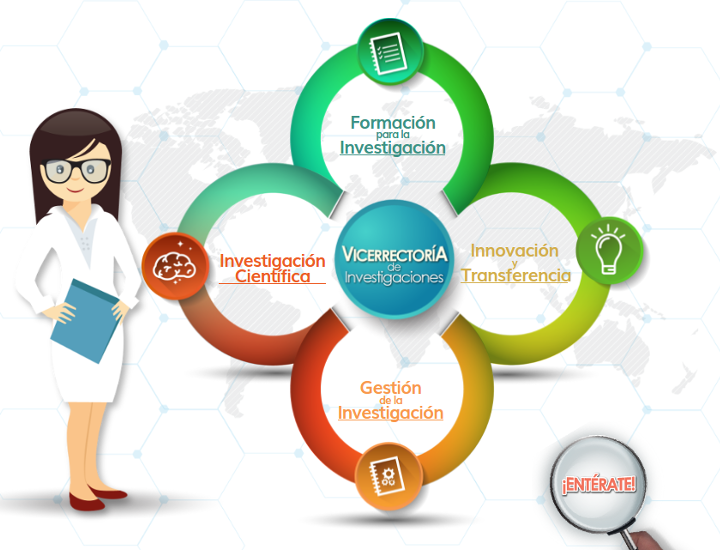 Formación
para la
Investigación
Investigación
Científica
VICERRECTORÍA
de
Investigaciones
Innovación
y
Transferencia
Gestión
de la
Investigación
¡ENTÉRATE!